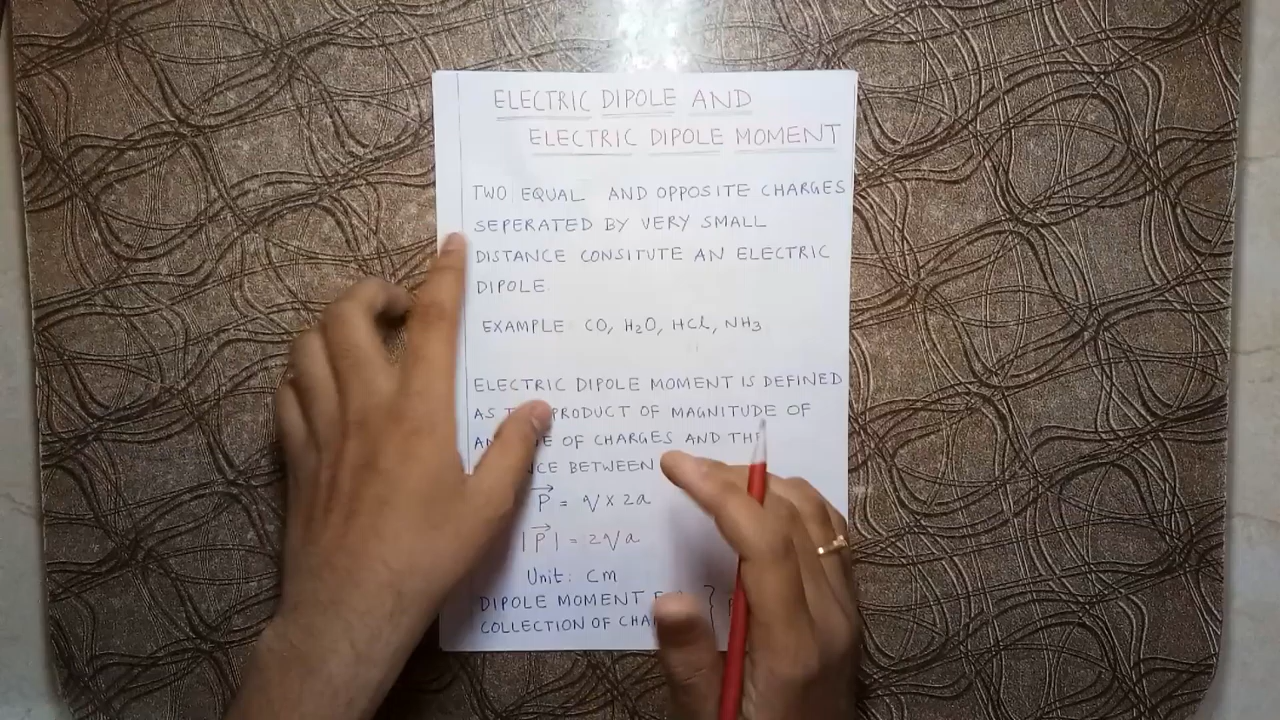 ELECTRIC DIPOLE AND
ELECTRIC DIPOLE MOMENT
TWO EQUAL AND OPPOSITE CHARGES
SEPERATED BY VERY SMALL
DISTANCE CONSITUTE AN ELECTRIC
DIPOLE.
EXAMPLE CO, H₂O, HCl, NH₃
ELECTRIC DIPOLE MOMENT IS DEFINED
AS PRODUCT OF MAGNITUDE OF
OF CHARGES AND THE
BETWEEN
P⃗ = q × 2a
|P⃗| = 2qa
Unit: Cm
DIPOLE MOMENT
COLLECTION OF